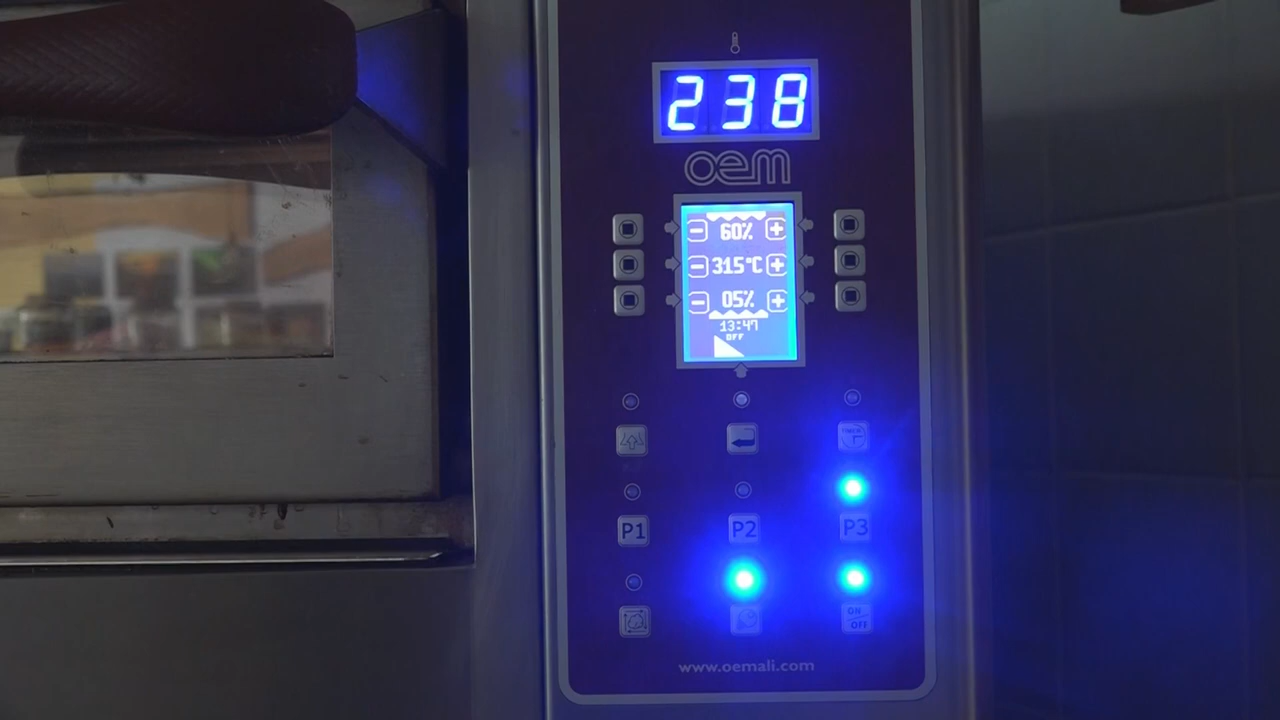 238
oem
− 60% +
− 315°C +
− 05% +
13:47
OFF
P1 P2 P3
ON
OFF
www.oemali.com